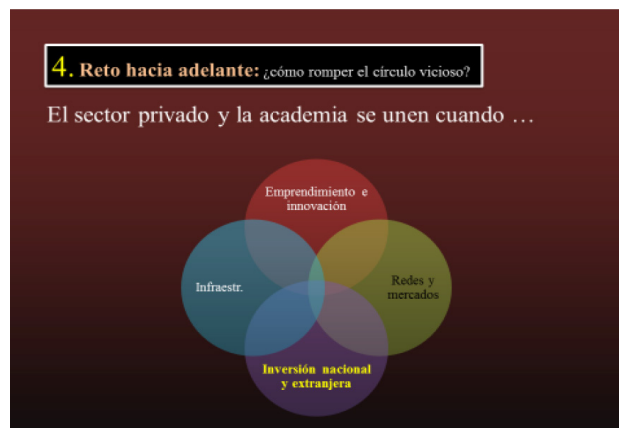 4. Reto hacia adelante: ¿cómo romper el círculo vicioso?
El sector privado y la academia se unen cuando …
Emprendimiento e
innovación
Infraestr.
Redes y
mercados
Inversión nacional
y extranjera